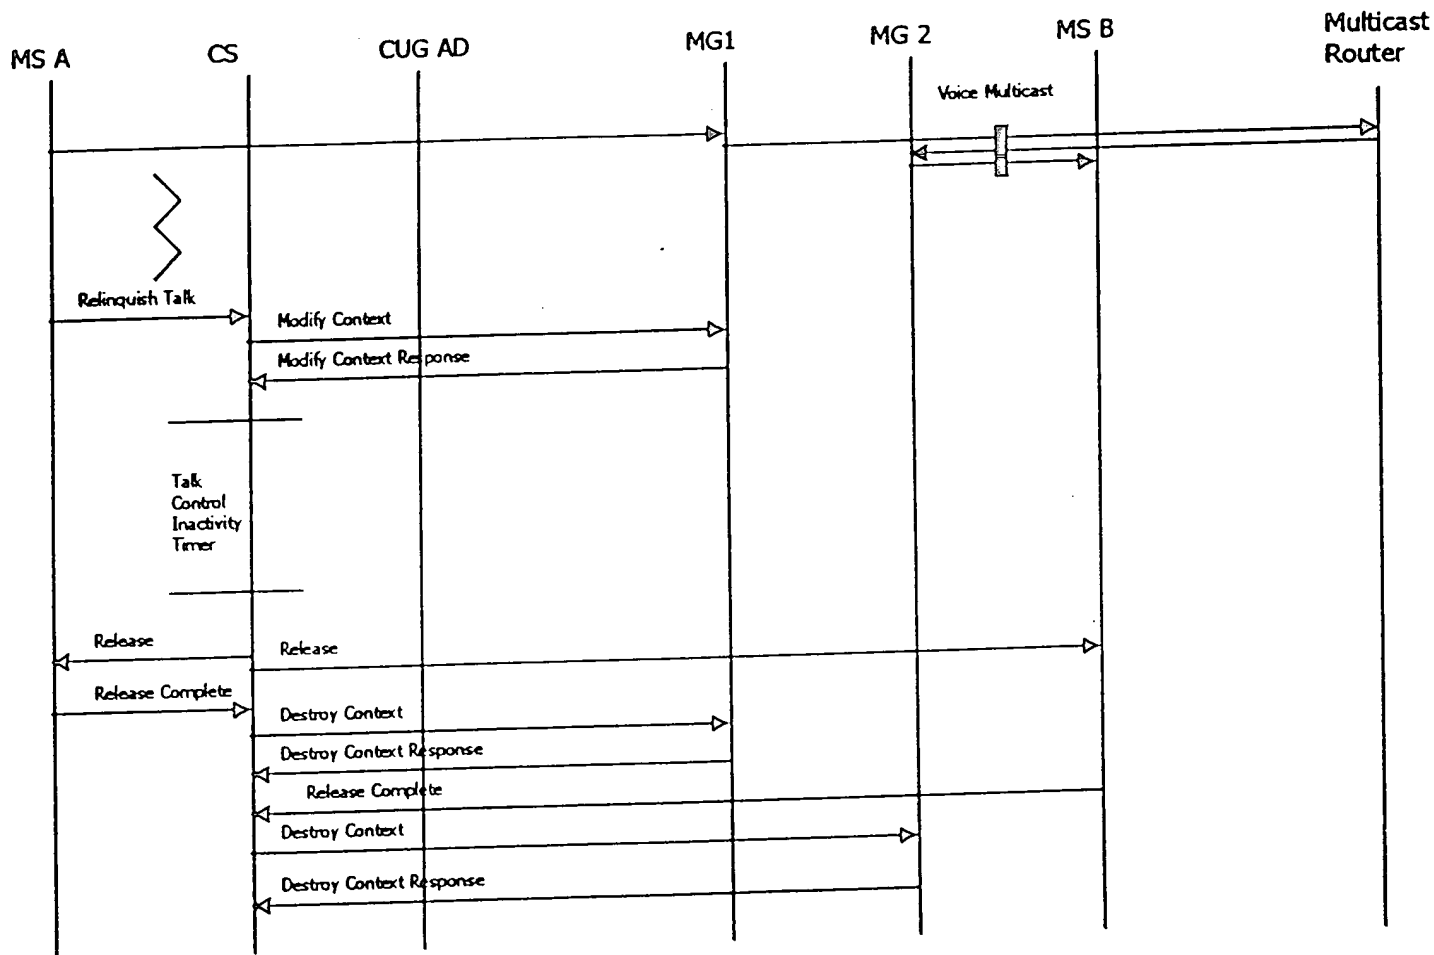 MS A
CS
CUG AD
MG1
MG 2
MS B
Multicast
Router
Voice Multicast
Relinquish Talk
Modify Context
Modify Context Response
Talk
Control
Inactivity
Timer
Release
Release
Release Complete
Destroy Context
Destroy Context Response
Release Complete
Destroy Context
Destroy Context Response